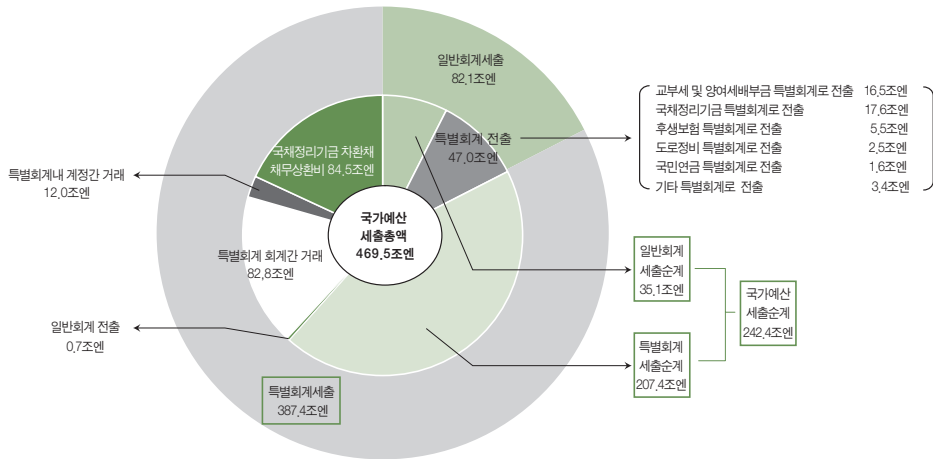 일반회계세출
82.1조엔
교부세 및 양여세배부금 특별회계로 전출 16.5조엔
국채정리기금 특별회계로 전출 17.6조엔
후생보험 특별회계로 전출 5.5조엔
도로정비 특별회계로 전출 2.5조엔
국민연금 특별회계로 전출 1.6조엔
기타 특별회계로 전출 3.4조엔
특별회계 전출
47.0조엔
국채정리기금 차환채
채무상환비 84.5조엔
특별회계내 계정간 거래
12.0조엔
국가예산
세출총액
469.5조엔
특별회계 회계간 거래
82.8조엔
일반회계
세출순계
35.1조엔
국가예산
세출순계
242.4조엔
일반회계 전출
0.7조엔
특별회계
세출순계
207.4조엔
특별회계세출
387.4조엔